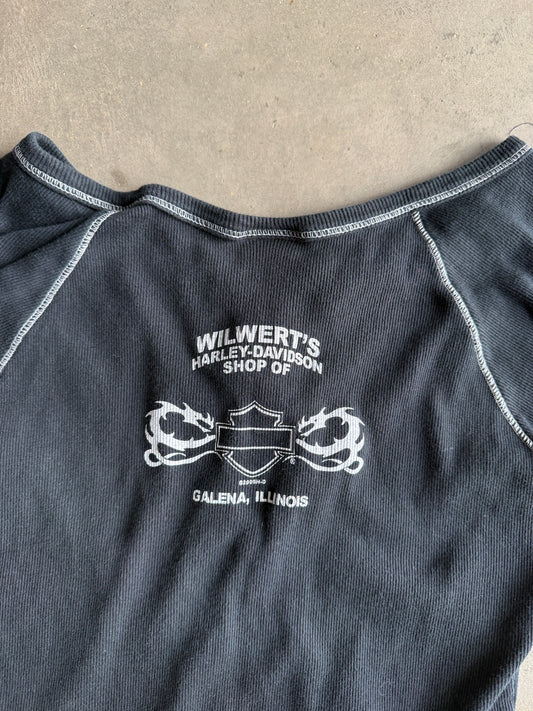 WILWERT'S
HARLEY-DAVIDSON
SHOP OF
®
GALENA, ILLINOIS